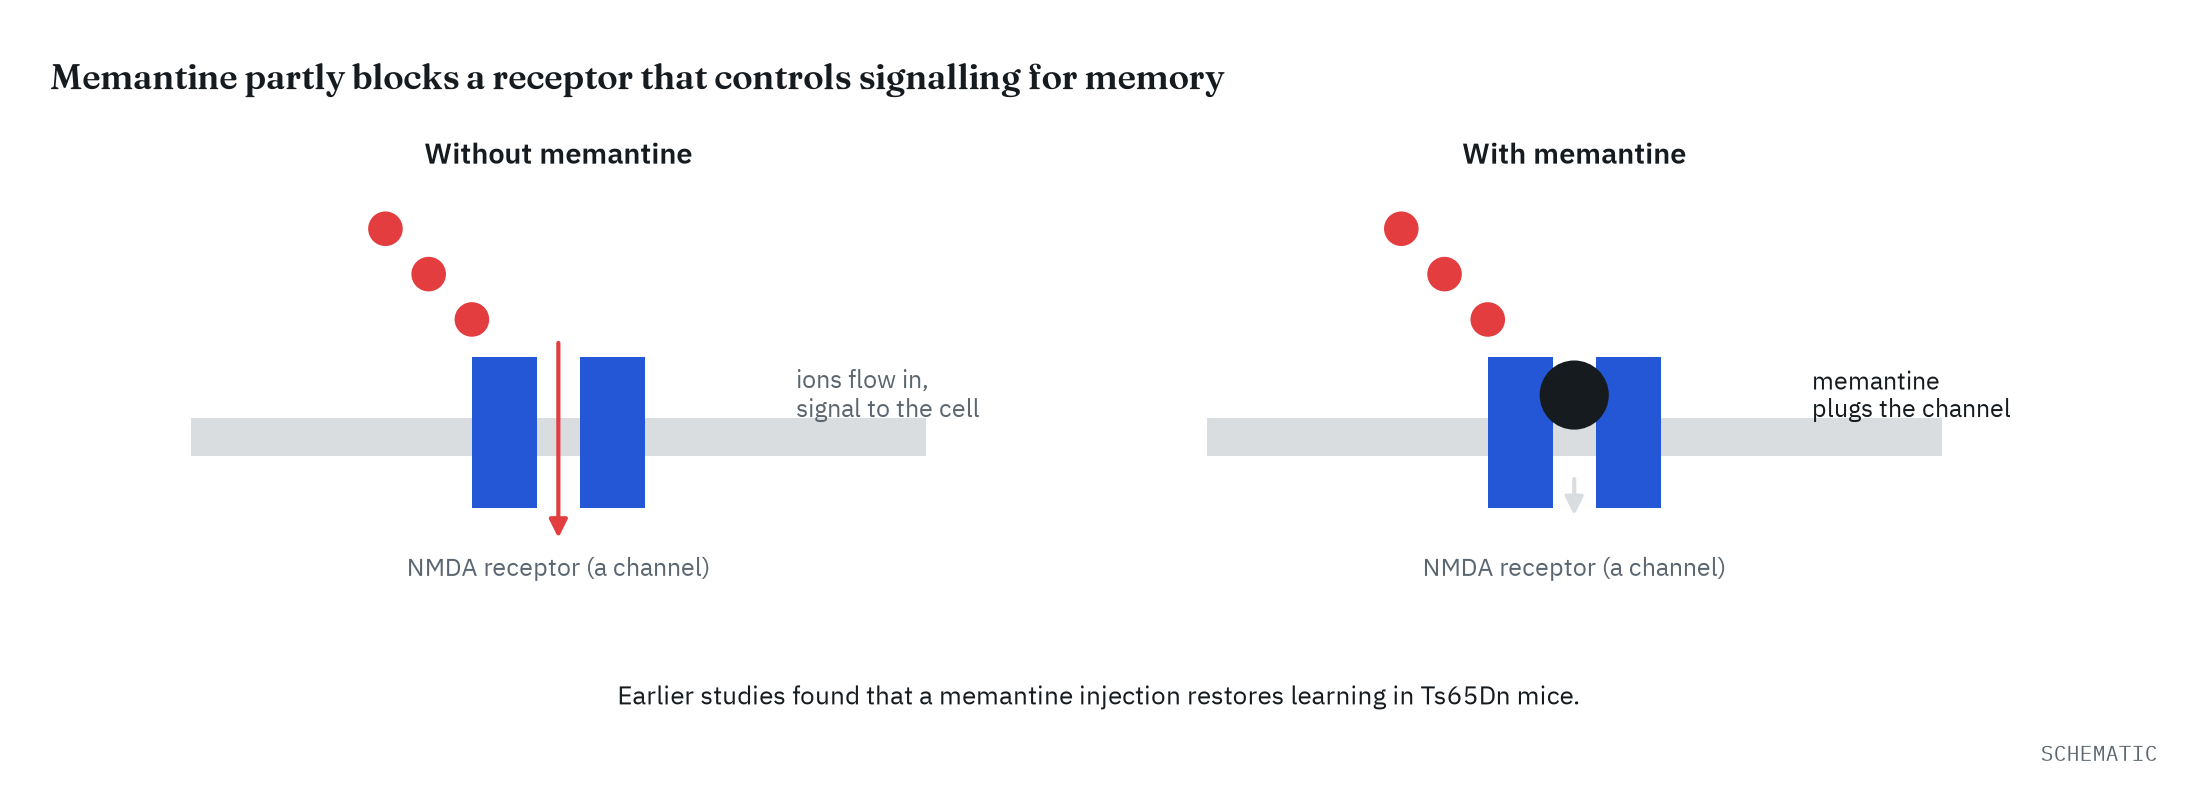 Memantine partly blocks a receptor that controls signalling for memory
Without memantine
ions flow in,
signal to the cell
NMDA receptor (a channel)
With memantine
memantine
plugs the channel
NMDA receptor (a channel)
Earlier studies found that a memantine injection restores learning in Ts65Dn mice.
SCHEMATIC